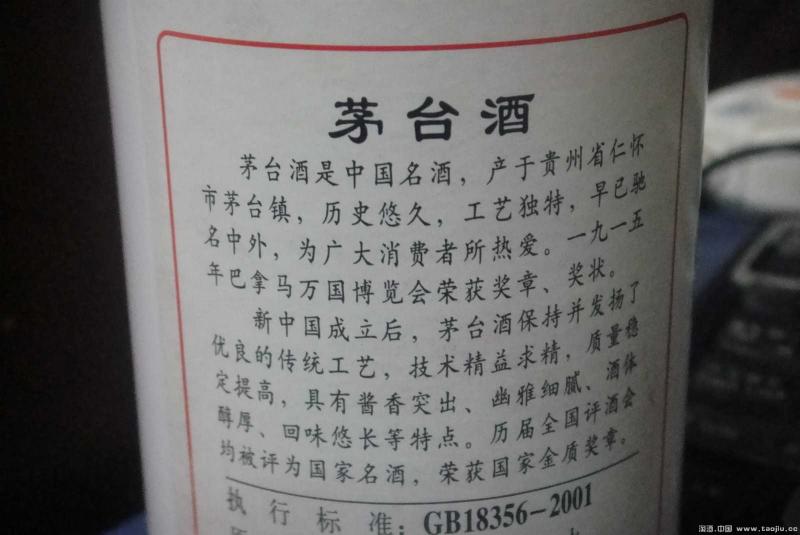 茅台酒
茅台酒是中国名酒，产于贵州省仁怀
市茅台镇，历史悠久，工艺独特，早已驰
名中外，为广大消费者所热爱。一九一五
年巴拿马万国博览会荣获奖章、奖状。
新中国成立后，茅台酒保持并发扬了
优良的传统工艺，技术精益求精，质量稳
定提高，具有酱香突出、幽雅细腻、酒体
醇厚、回味悠长等特点。历届全国评酒会
均被评为国家名酒，荣获国家金质奖章。
执行标准：GB18356-2001
淘酒.中国 www.taojiu.cc